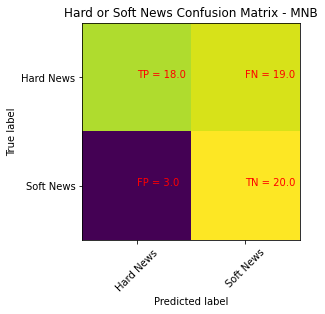 Hard or Soft News Confusion Matrix - MNB
Hard News
TP = 18.0
FN = 19.0
True label
Soft News
FP = 3.0
TN = 20.0
Hard News
Soft News
Predicted label